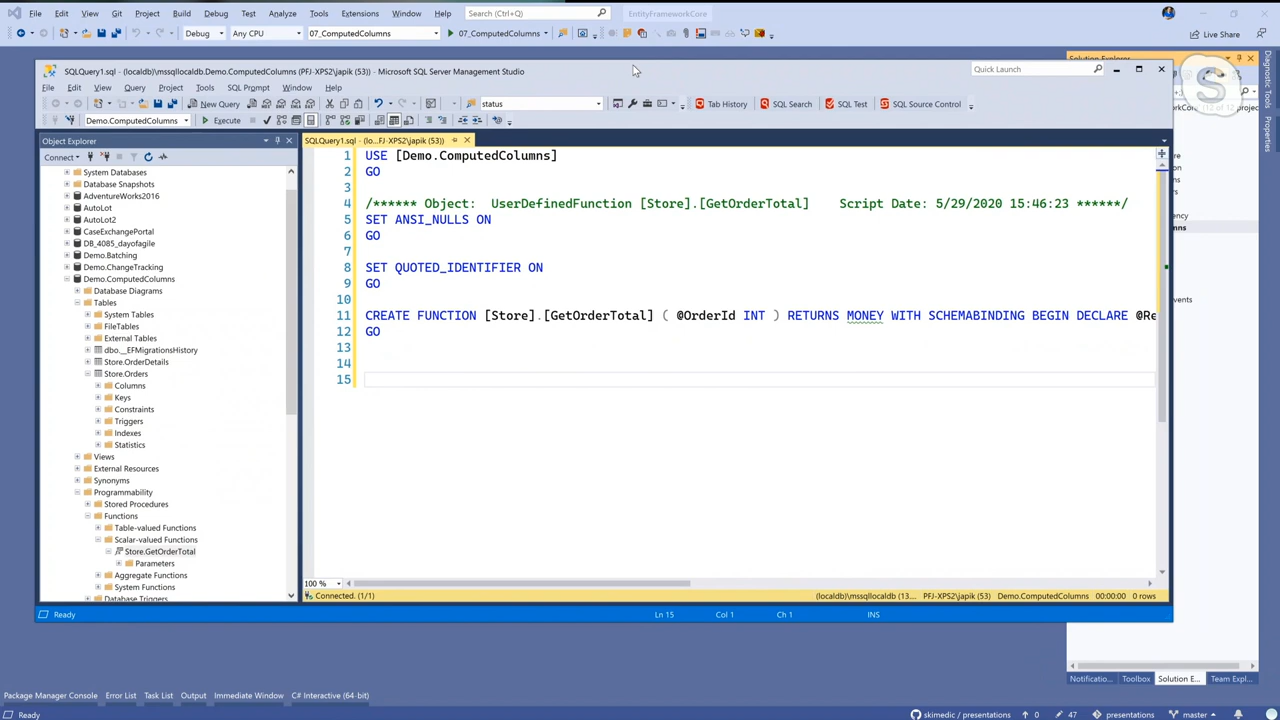 File Edit View Git Project Build Debug Test Analyze Tools Extensions Window Help Search (Ctrl+Q) EntityFrameworkCore
Debug Any CPU 07_ComputedColumns 07_ComputedColumns Live Share
SQLQuery1.sql - (localdb)\mssqllocaldb.Demo.ComputedColumns (PFJ-XPS2\japik (53)) - Microsoft SQL Server Management Studio Quick Launch
Solution Explorer
File Edit View Query Project Tools SQL Prompt Window Help
New Query status Tab History SQL Search SQL Test SQL Source Control
Demo.ComputedColumns Execute
Object Explorer
SQLQuery1.sql - (lo...FJ-XPS2\japik (53))
Connect
System Databases
Database Snapshots
AdventureWorks2016
AutoLot
AutoLot2
CaseExchangePortal
DB_4085_dayofagile
Demo.Batching
Demo.ChangeTracking
Demo.ComputedColumns
Database Diagrams
Tables
System Tables
FileTables
External Tables
dbo.__EFMigrationsHistory
Store.OrderDetails
Store.Orders
Columns
Keys
Constraints
Triggers
Indexes
Statistics
Views
External Resources
Synonyms
Programmability
Stored Procedures
Functions
Table-valued Functions
Scalar-valued Functions
Store.GetOrderTotal
Parameters
Aggregate Functions
System Functions
Database Triggers
1 USE [Demo.ComputedColumns]
2 GO
3
4 /****** Object: UserDefinedFunction [Store].[GetOrderTotal] Script Date: 5/29/2020 15:46:23 ******/
5 SET ANSI_NULLS ON
6 GO
7
8 SET QUOTED_IDENTIFIER ON
9 GO
10
11 CREATE FUNCTION [Store].[GetOrderTotal] ( @OrderId INT ) RETURNS MONEY WITH SCHEMABINDING BEGIN DECLARE @Re
12 GO
13
14
15
100 %
Connected. (1/1) (localdb)\mssqllocaldb (13.... PFJ-XPS2\japik (53) Demo.ComputedColumns 00:00:00 0 rows
Ready Ln 15 Col 1 Ch 1 INS
Diagnostic Tools
Properties
Notificatio... Toolbox Solution E... Team Expl...
Package Manager Console Error List Task List Output Immediate Window C# Interactive (64-bit)
Ready skimedic / presentations 0 47 presentations master